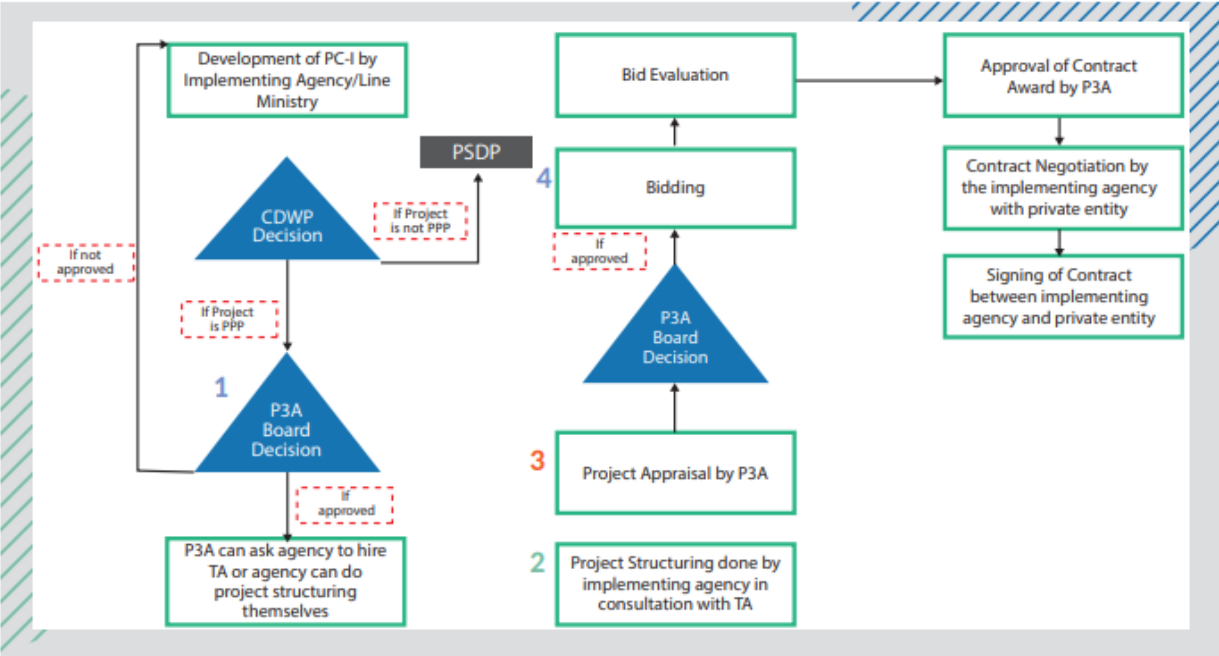 Development of PC-I by
Implementing Agency/Line
Ministry
PSDP
CDWP
Decision
If Project
is not PPP
If not
approved
If Project
is PPP
1
P3A
Board
Decision
If
approved
P3A can ask agency to hire
TA or agency can do
project structuring
themselves
Bid Evaluation
4
Bidding
If
approved
P3A
Board
Decision
3
Project Appraisal by P3A
2
Project Structuring done by
implementing agency in
consultation with TA
Approval of Contract
Award by P3A
Contract Negotiation by
the implementing agency
with private entity
Signing of Contract
between implementing
agency and private entity